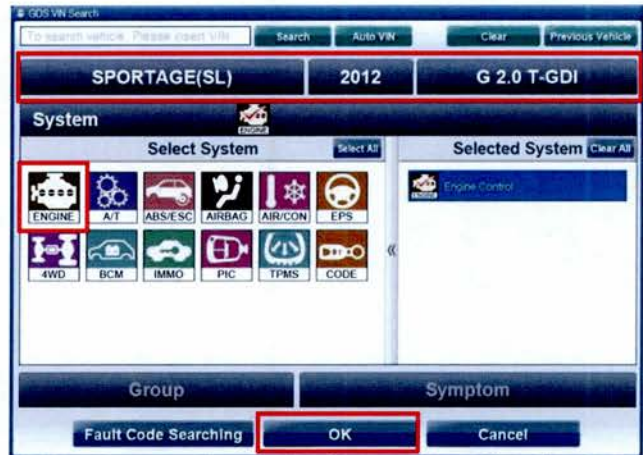 GDS VIN Search
To search vehicle, Please insert VIN Search Auto VIN Clear Previous Vehicle
SPORTAGE(SL) 2012 G 2.0 T-GDI
System ENGINE
Select System Select All Selected System Clear All
ENGINE A/T ABS/ESC AIRBAG AIR/CON EPS
ENGINE Engine Control
4WD BCM IMMO PIC TPMS CODE
«
Group Symptom
Fault Code Searching OK Cancel